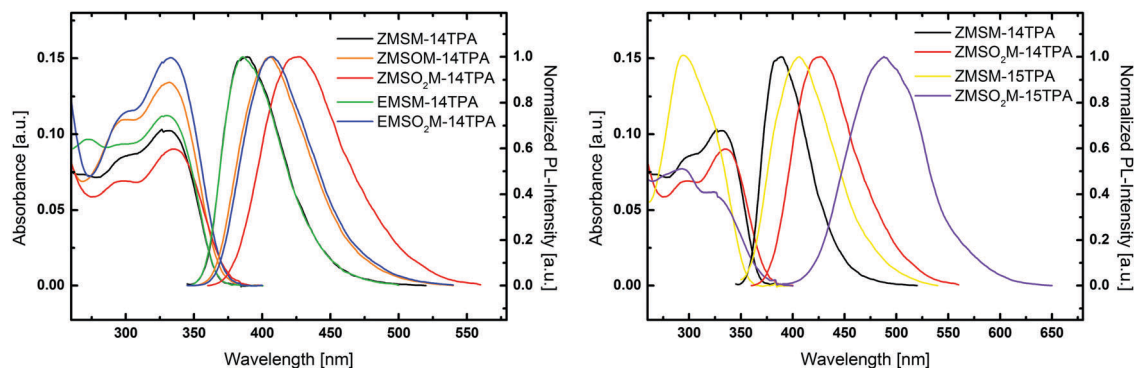 ZMSM-14TPA
ZMSOM-14TPA
ZMSO₂M-14TPA
EMSM-14TPA
EMSO₂M-14TPA
0.15
0.10
0.05
0.00
Absorbance [a.u.]
1.0
0.8
0.6
0.4
0.2
0.0
Normalized PL-Intensity [a.u.]
300 350 400 450 500 550
Wavelength [nm]
ZMSM-14TPA
ZMSO₂M-14TPA
ZMSM-15TPA
ZMSO₂M-15TPA
0.15
0.10
0.05
0.00
Absorbance [a.u.]
1.0
0.8
0.6
0.4
0.2
0.0
Normalized PL-Intensity [a.u.]
300 350 400 450 500 550 600 650
Wavelength [nm]